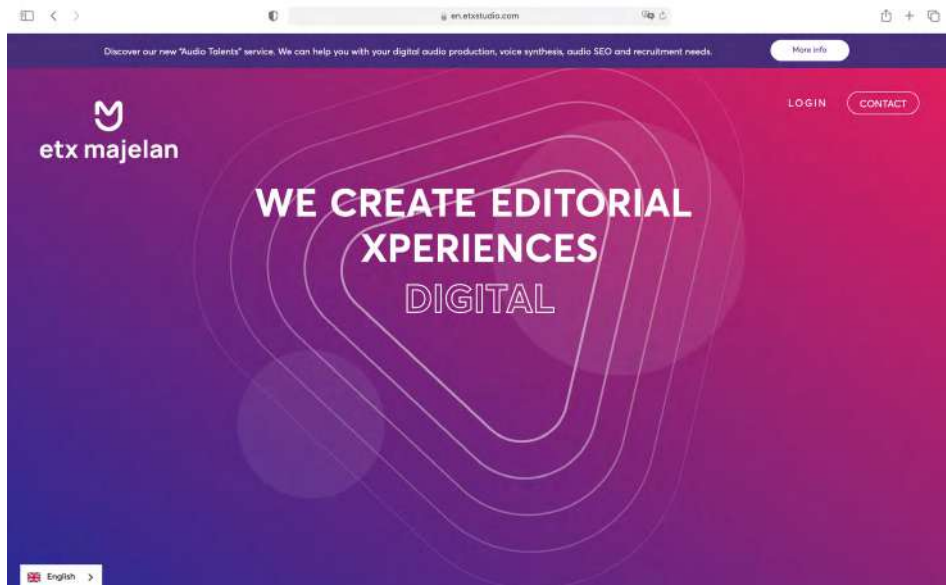 en.etxstudio.com
Discover our new "Audio Talents" service. We can help you with your digital audio production, voice synthesis, audio SEO and recruitment needs.
More info
LOGIN
CONTACT
etx majelan
WE CREATE EDITORIAL
XPERIENCES
DIGITAL
English